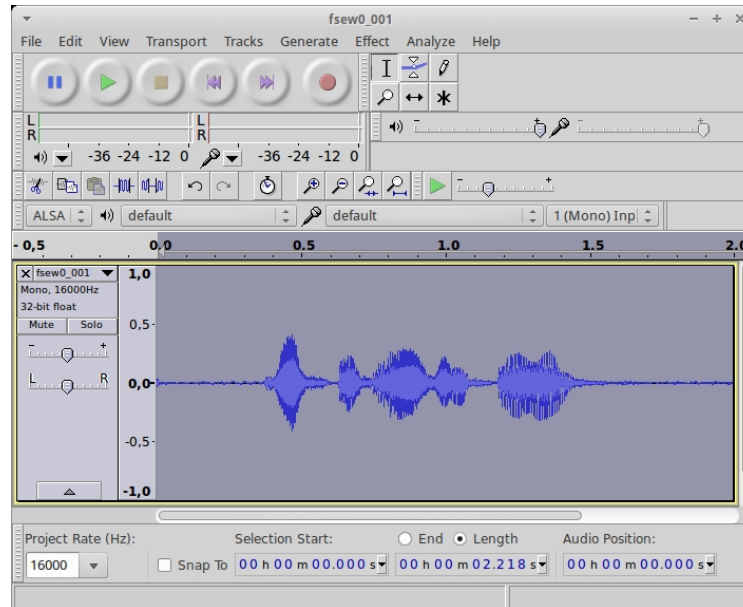 fsew0_001
File Edit View Transport Tracks Generate Effect Analyze Help
L
R
-36 -24 -12 0
L
R
-36 -24 -12 0
- +
- +
- +
ALSA default default 1 (Mono) Inp
- 0,5 0,0 0.5 1.0 1.5 2.0
X fsew0_001
Mono, 16000Hz
32-bit float
Mute Solo
- +
L R
1,0
0,5
0,0
-0,5
-1,0
Project Rate (Hz): Selection Start: End Length Audio Position:
16000 Snap To 00 h 00 m 00.000 s 00 h 00 m 02.218 s 00 h 00 m 00.000 s